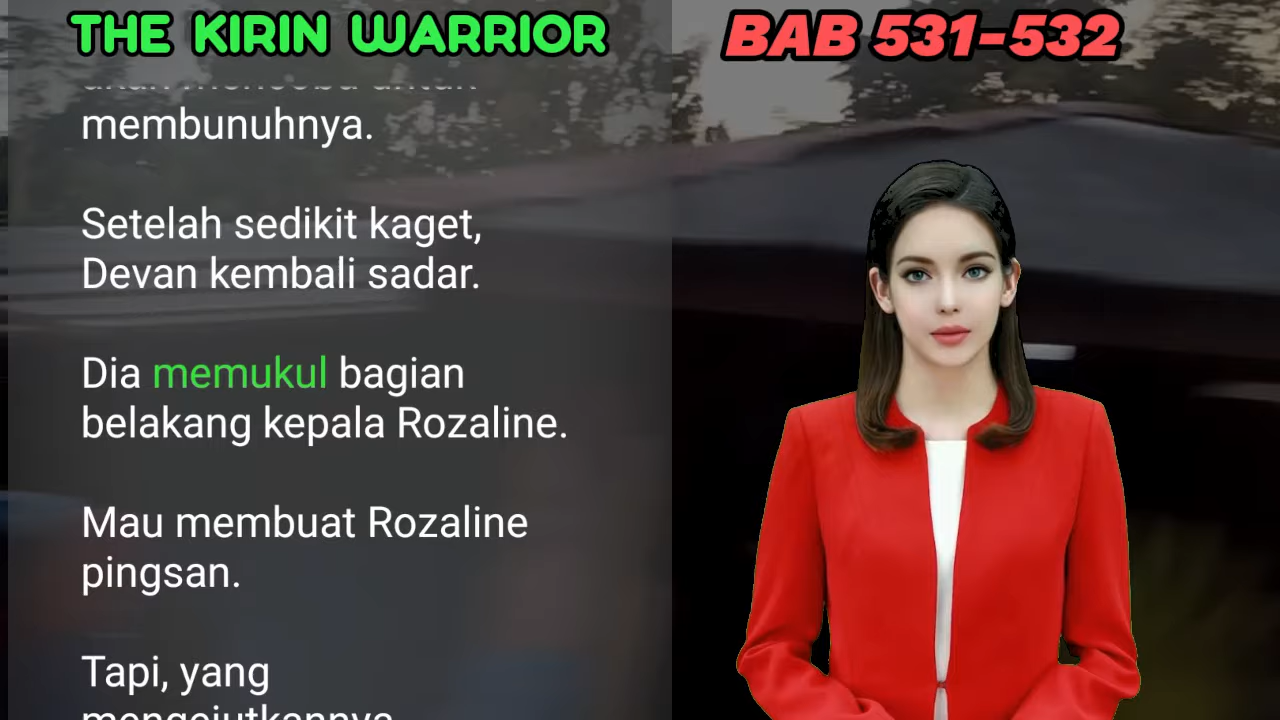 THE KIRIN WARRIOR
BAB 531-532
membunuhnya.
Setelah sedikit kaget,
Devan kembali sadar.
Dia memukul bagian
belakang kepala Rozaline.
Mau membuat Rozaline
pingsan.
Tapi, yang
mengejutkannya